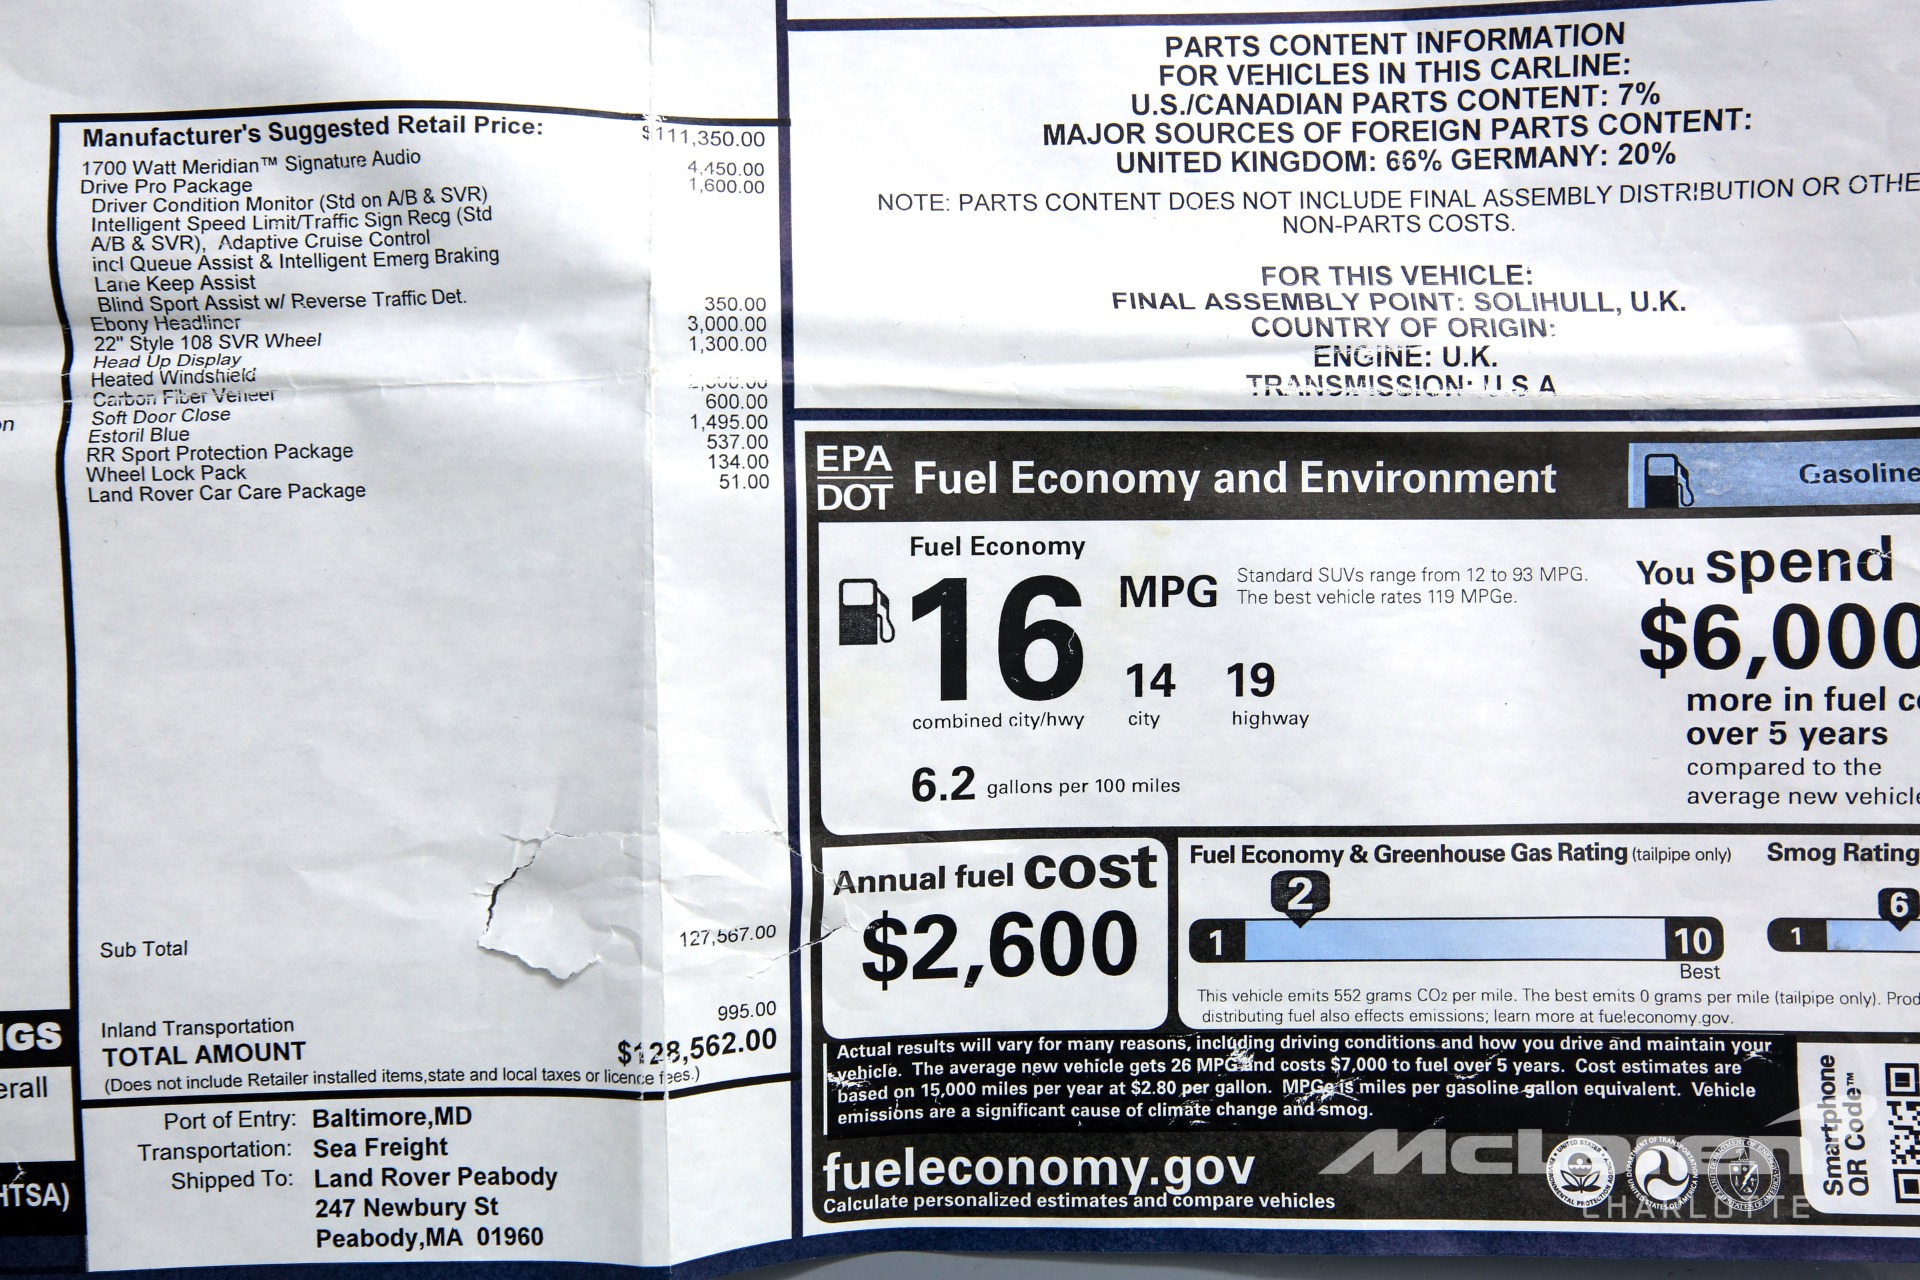 on
IGS
erall
HTSA)
Manufacturer's Suggested Retail Price: $111,350.00
1700 Watt Meridian™ Signature Audio 4,450.00
Drive Pro Package 1,600.00
Driver Condition Monitor (Std on A/B & SVR)
Intelligent Speed Limit/Traffic Sign Recg (Std
A/B & SVR), Adaptive Cruise Control
incl Queue Assist & Intelligent Emerg Braking
Lane Keep Assist
Blind Sport Assist w/ Reverse Traffic Det.
Ebony Headliner 350.00
22" Style 108 SVR Wheel 3,000.00
Head Up Display 1,300.00
Heated Windshield
Carbon Fiber Veneer
Soft Door Close 600.00
Estoril Blue 1,495.00
RR Sport Protection Package 537.00
Wheel Lock Pack 134.00
Land Rover Car Care Package 51.00
Sub Total 127,567.00
Inland Transportation 995.00
TOTAL AMOUNT $128,562.00
(Does not include Retailer installed items,state and local taxes or licence fees.)
Port of Entry: Baltimore,MD
Transportation: Sea Freight
Shipped To: Land Rover Peabody
247 Newbury St
Peabody,MA 01960
PARTS CONTENT INFORMATION
FOR VEHICLES IN THIS CARLINE:
U.S./CANADIAN PARTS CONTENT: 7%
MAJOR SOURCES OF FOREIGN PARTS CONTENT:
UNITED KINGDOM: 66% GERMANY: 20%
NOTE: PARTS CONTENT DOES NOT INCLUDE FINAL ASSEMBLY DISTRIBUTION OR OTHE
NON-PARTS COSTS.
FOR THIS VEHICLE:
FINAL ASSEMBLY POINT: SOLIHULL, U.K.
COUNTRY OF ORIGIN:
ENGINE: U.K.
TRANSMISSION: U.S.A
EPA
DOT
Fuel Economy and Environment
Gasoline
Fuel Economy
16 MPG
Standard SUVs range from 12 to 93 MPG.
The best vehicle rates 119 MPGe.
14 19
combined city/hwy city highway
6.2 gallons per 100 miles
You spend
$6,000
more in fuel co
over 5 years
compared to the
average new vehicle
Annual fuel cost
$2,600
Fuel Economy & Greenhouse Gas Rating (tailpipe only)
2
1 10
Best
Smog Rating
6
1
This vehicle emits 552 grams CO2 per mile. The best emits 0 grams per mile (tailpipe only). Prod
distributing fuel also effects emissions; learn more at fueleconomy.gov.
Actual results will vary for many reasons, including driving conditions and how you drive and maintain your
vehicle. The average new vehicle gets 26 MPG and costs $7,000 to fuel over 5 years. Cost estimates are
based on 15,000 miles per year at $2.80 per gallon. MPGe is miles per gasoline gallon equivalent. Vehicle
emissions are a significant cause of climate change and smog.
fueleconomy.gov
Calculate personalized estimates and compare vehicles
Smartphone
QR Code™
McLaren
CHARLOTTE